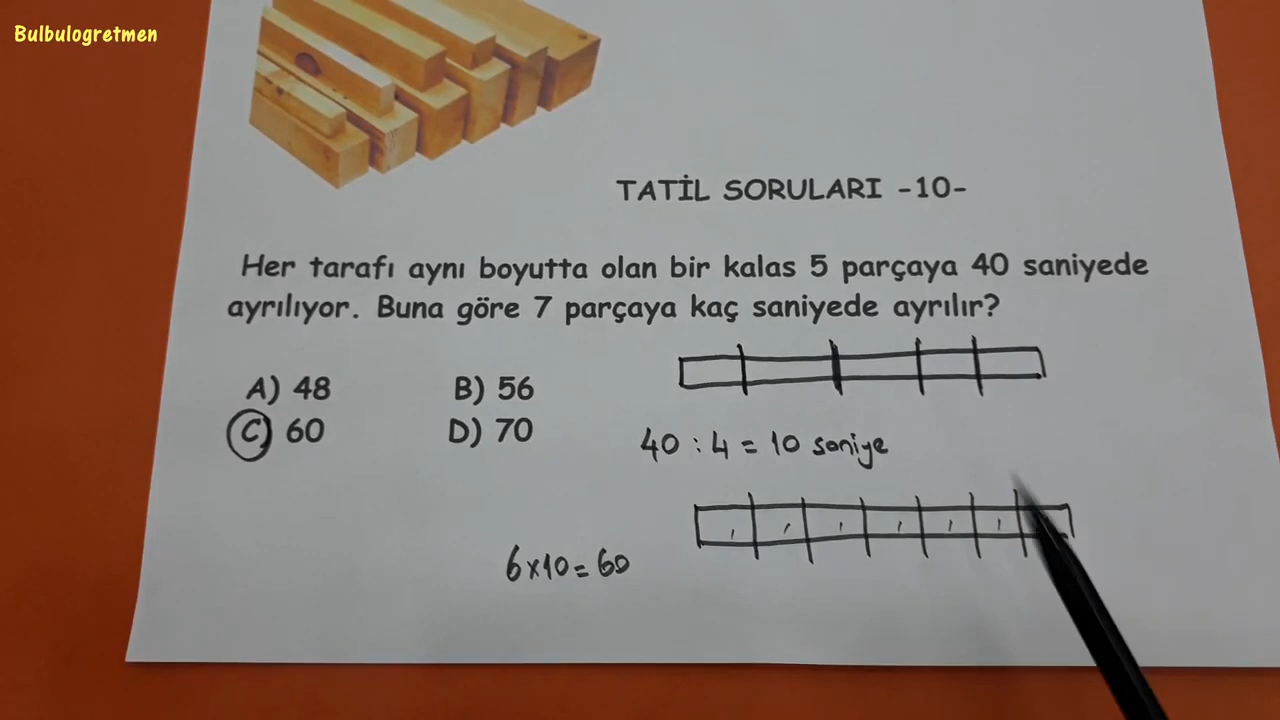 Bulbulogretmen
TATİL SORULARI -10-
Her tarafı aynı boyutta olan bir kalas 5 parçaya 40 saniyede
ayrılıyor. Buna göre 7 parçaya kaç saniyede ayrılır?
A) 48
B) 56
C) 60
D) 70
40 : 4 = 10 saniye
6x10=60